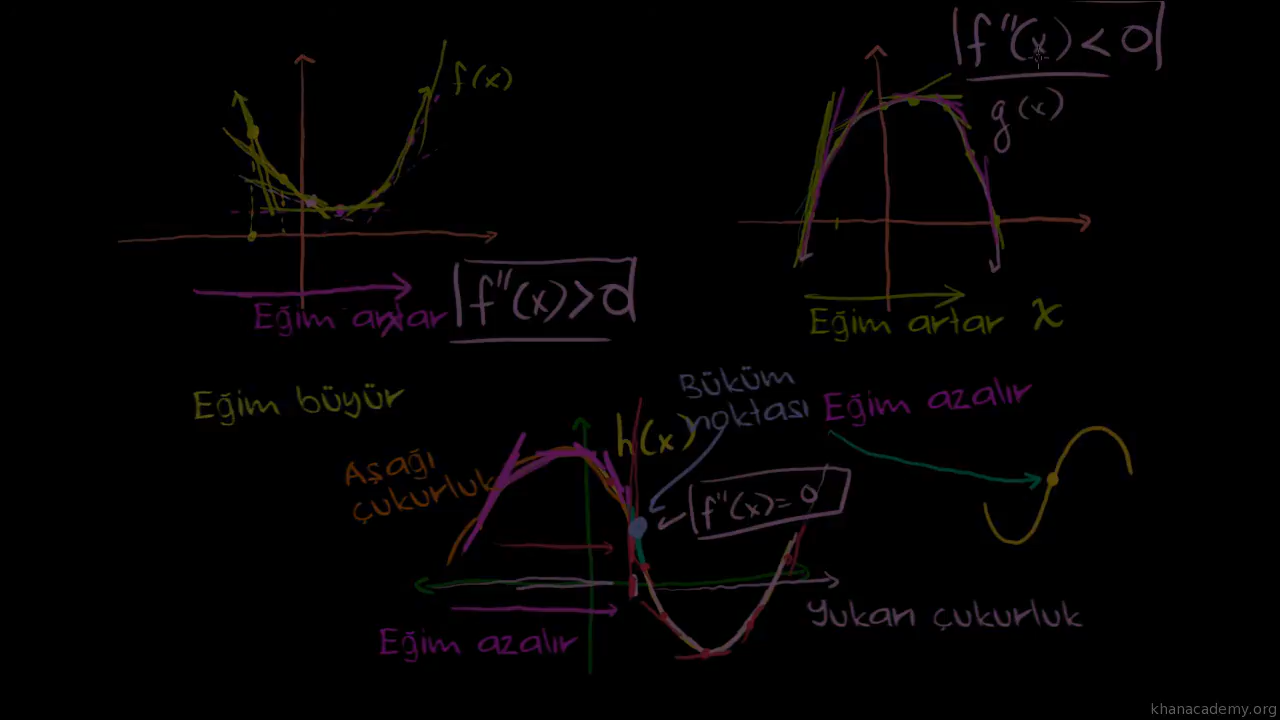 f(x)
f''(x) < 0
g(x)
Eğim artar
x
f''(x) > 0
Eğim artar
x
Eğim büyür
Büküm
noktası
Eğim azalır
h(x)
Aşağı
çukurluk
f''(x) = 0
Yukarı çukurluk
Eğim azalır
khanacademy.org